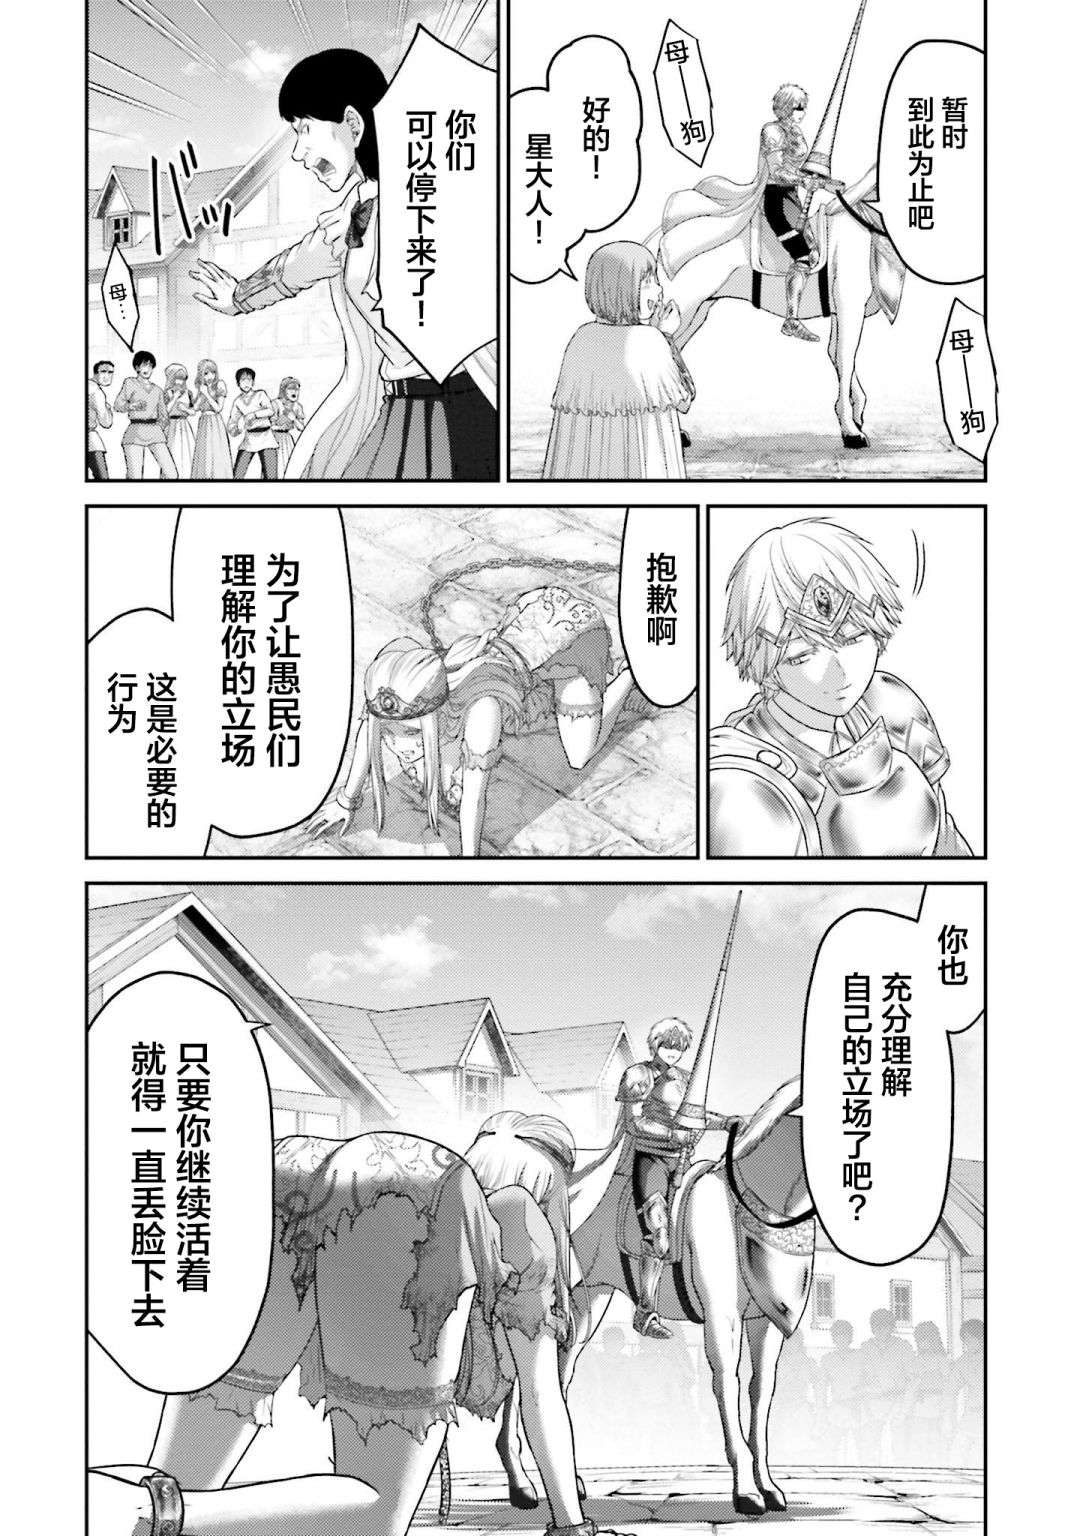 暂时
到此为止吧
母——狗
好的！
星大人！
母——狗
你们
可以停下来了！
母…
抱歉啊
为了让愚民们
理解你的立场
这是必要的
行为
你也
充分理解
自己的立场了吧？
只要你继续活着
就得一直丢脸下去